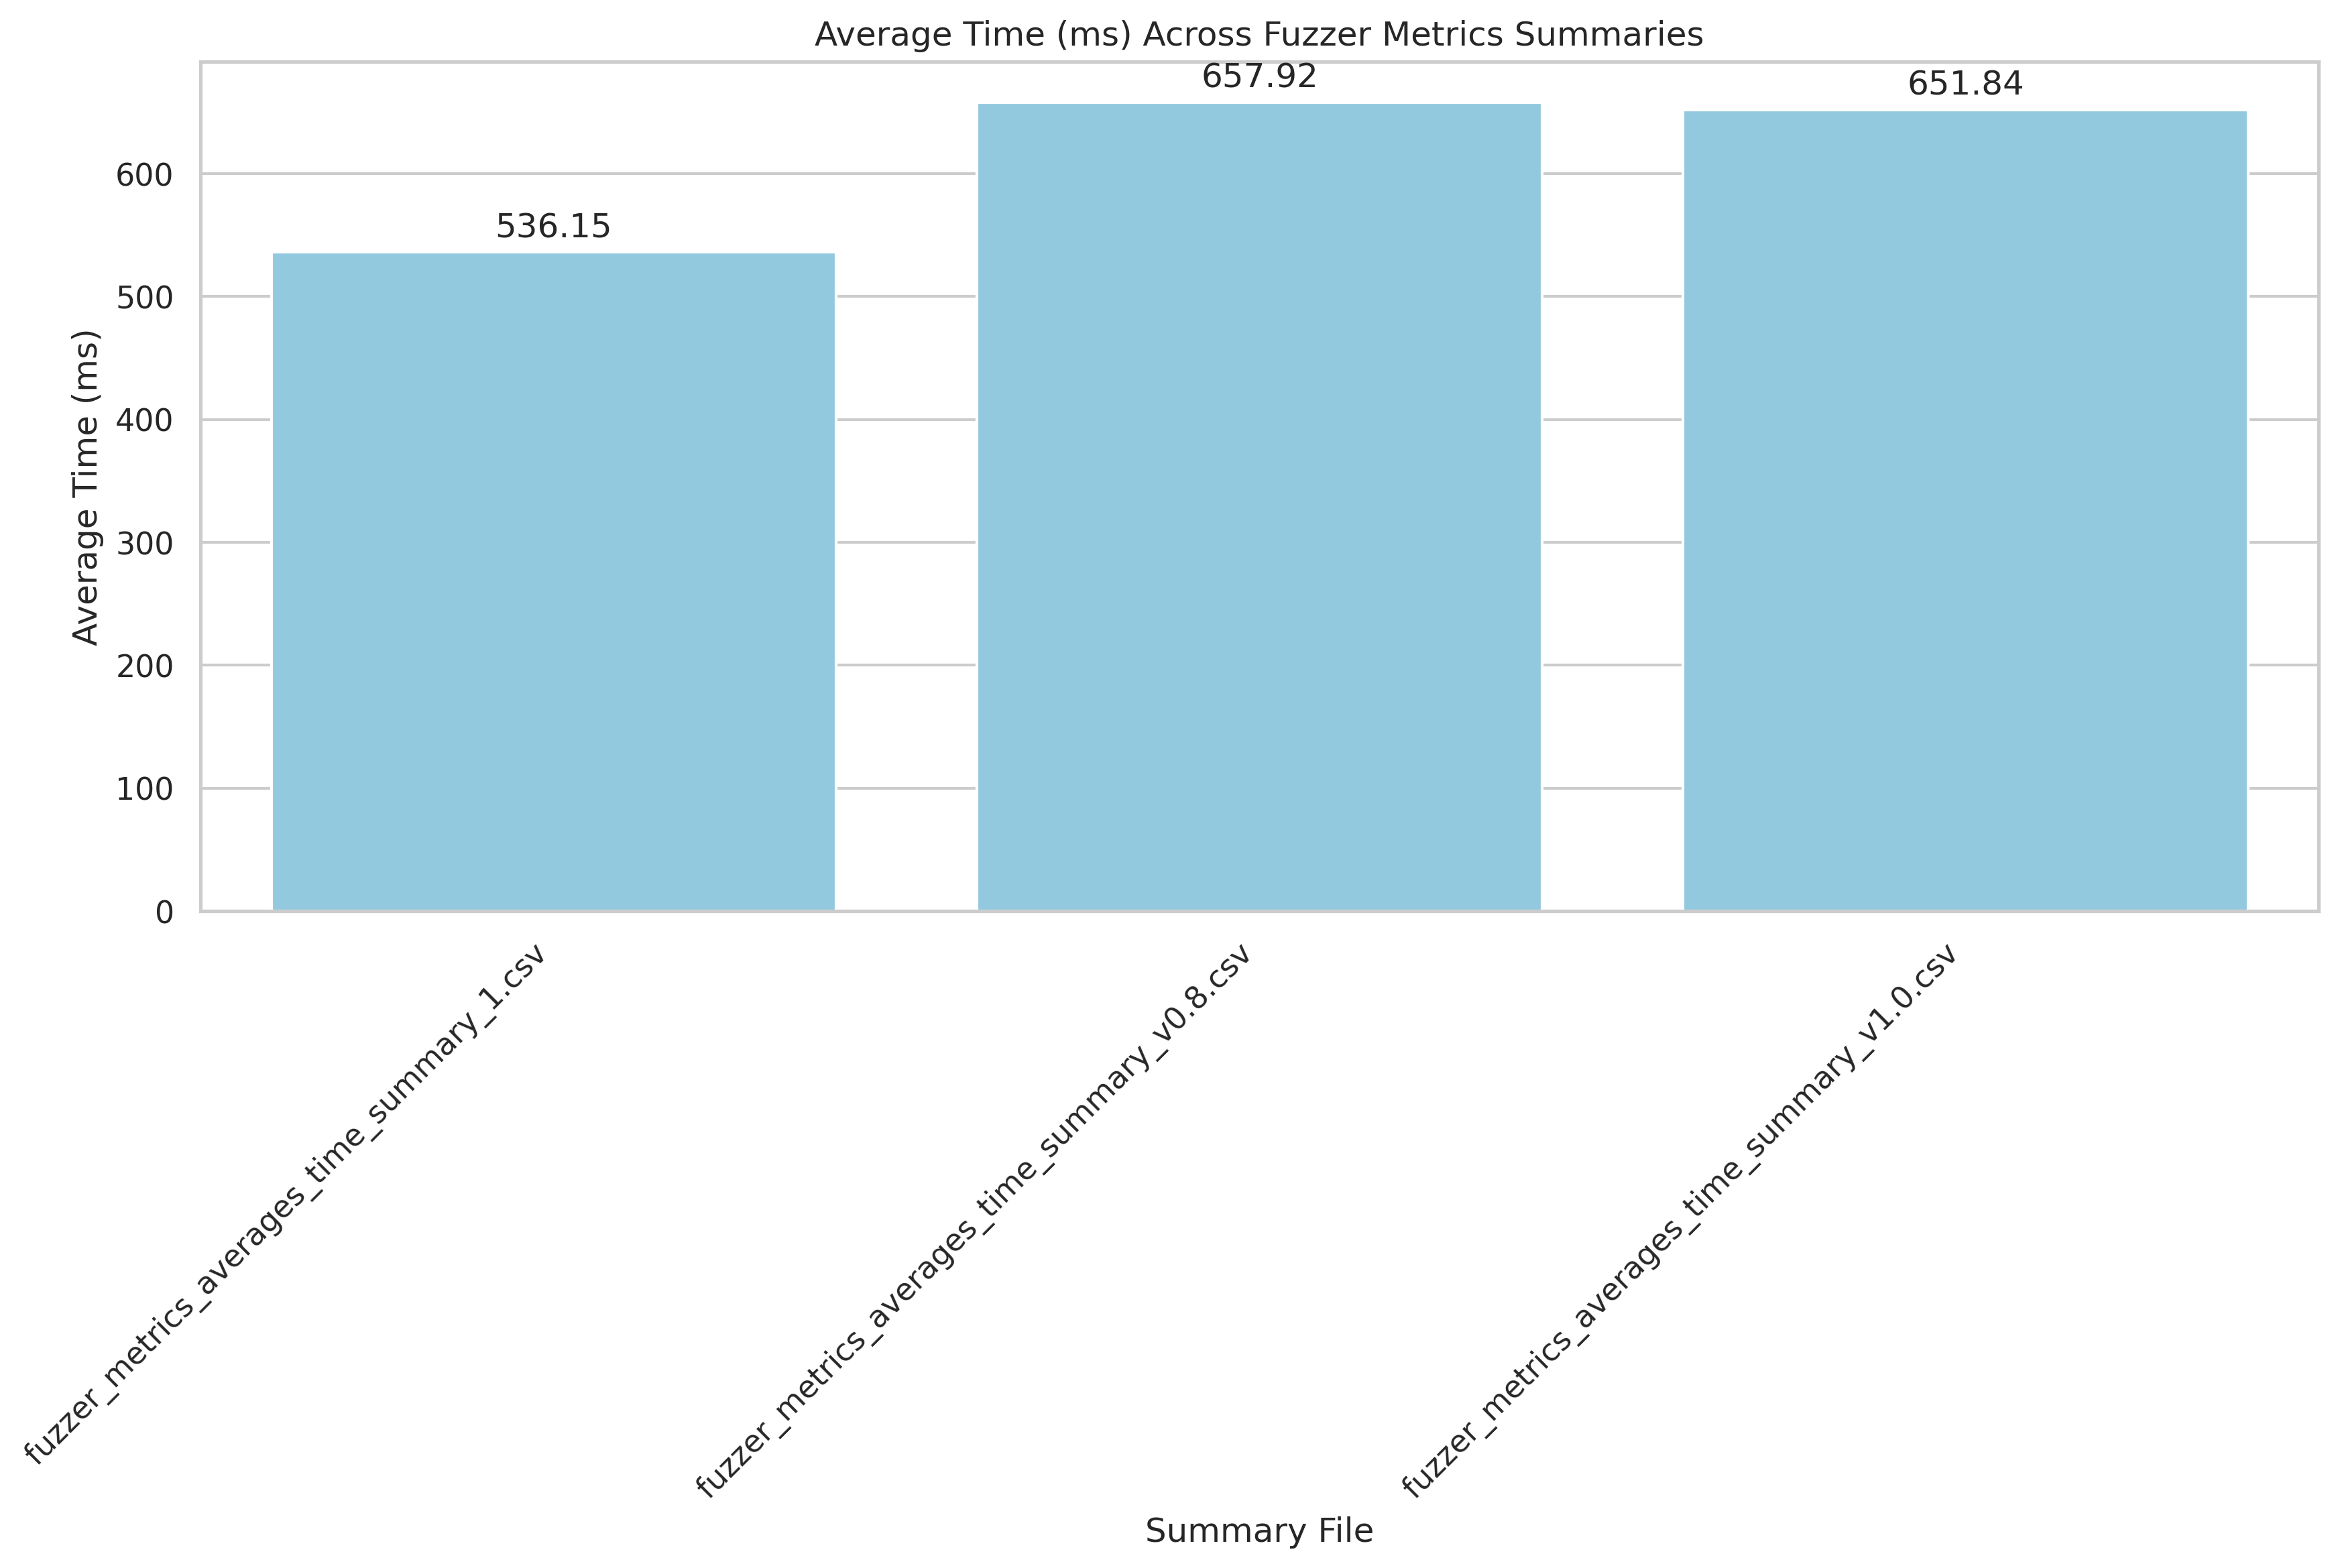 Average Time (ms) Across Fuzzer Metrics Summaries
657.92
651.84
536.15
600
500
400
300
200
100
0
Average Time (ms)
fuzzer_metrics_averages_time_summary_1.csv
fuzzer_metrics_averages_time_summary_v0.8.csv
fuzzer_metrics_averages_time_summary_v1.0.csv
Summary File